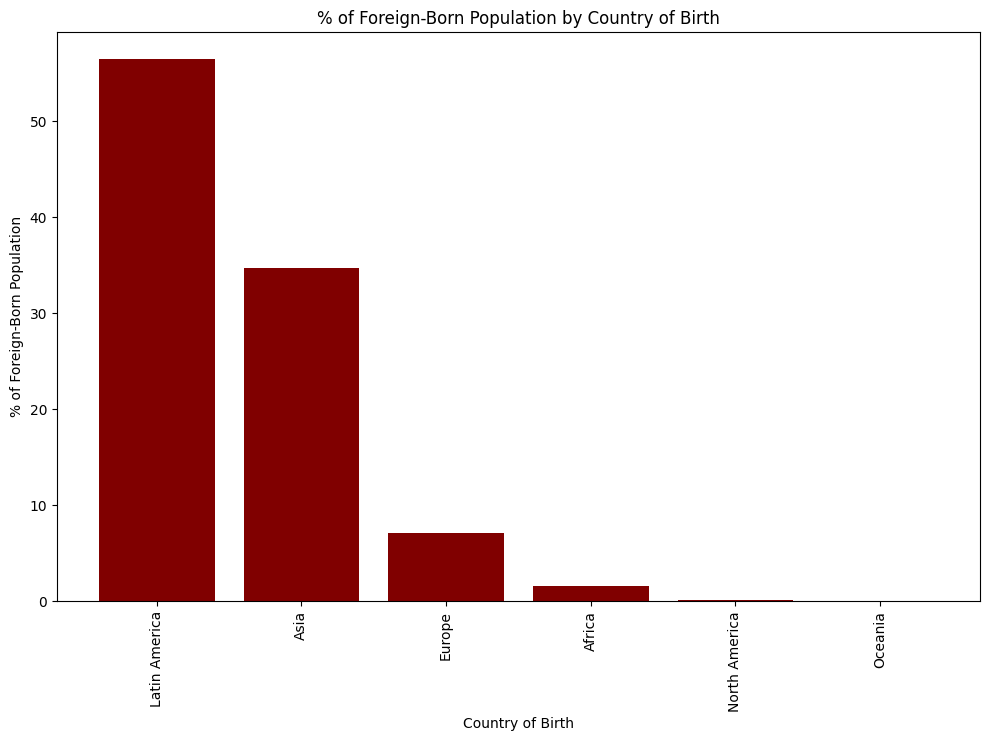 % of Foreign-Born Population by Country of Birth
% of Foreign-Born Population
50
40
30
20
10
0
Latin America
Asia
Europe
Africa
North America
Oceania
Country of Birth